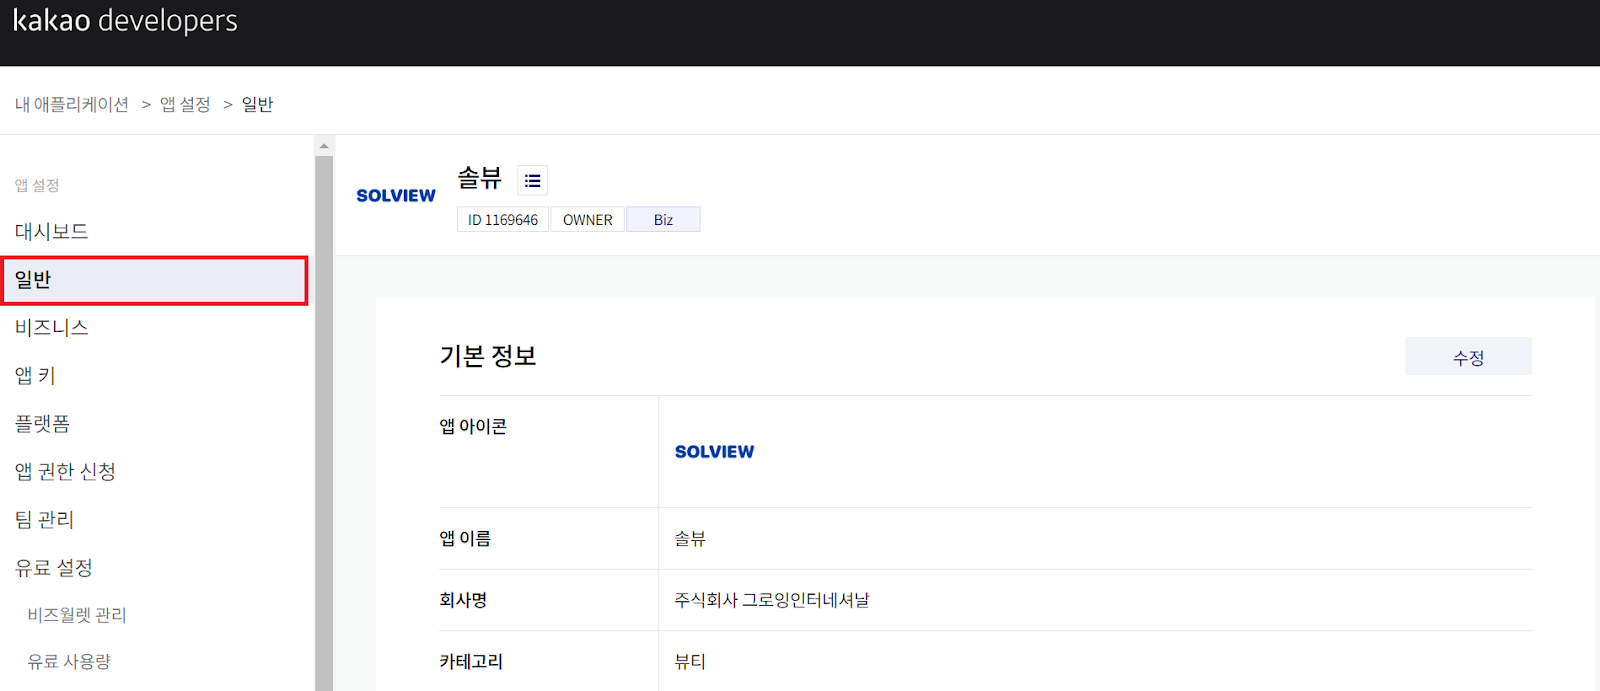 kakao developers
내 애플리케이션 > 앱 설정 > 일반
앱 설정
대시보드
일반
비즈니스
앱 키
플랫폼
앱 권한 신청
팀 관리
유료 설정
비즈월렛 관리
유료 사용량
SOLVIEW
솔뷰
ID 1169646 OWNER Biz
기본 정보
수정
앱 아이콘
SOLVIEW
앱 이름 솔뷰
회사명 주식회사 그로잉인터네셔날
카테고리 뷰티